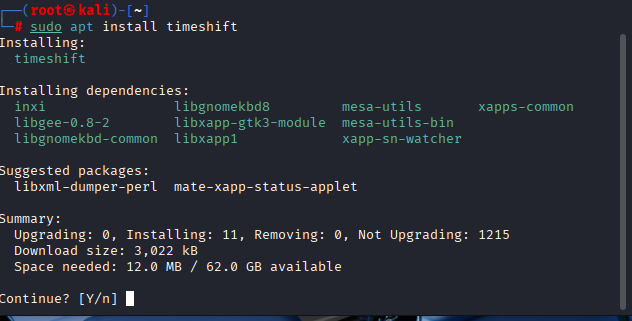 ┌──(root㉿kali)-[~]
└─# sudo apt install timeshift
Installing:
  timeshift

Installing dependencies:
  inxi              libgnomekbd8         mesa-utils       xapps-common
  libgee-0.8-2      libxapp-gtk3-module  mesa-utils-bin
  libgnomekbd-common  libxapp1           xapp-sn-watcher

Suggested packages:
  libxml-dumper-perl  mate-xapp-status-applet

Summary:
  Upgrading: 0, Installing: 11, Removing: 0, Not Upgrading: 1215
  Download size: 3,022 kB
  Space needed: 12.0 MB / 62.0 GB available

Continue? [Y/n]